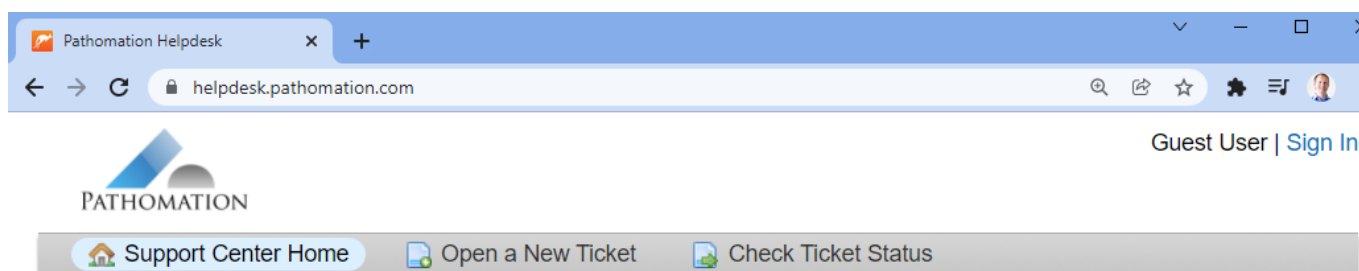 Pathomation Helpdesk
helpdesk.pathomation.com
Guest User | Sign In
PATHOMATION
Support Center Home Open a New Ticket Check Ticket Status